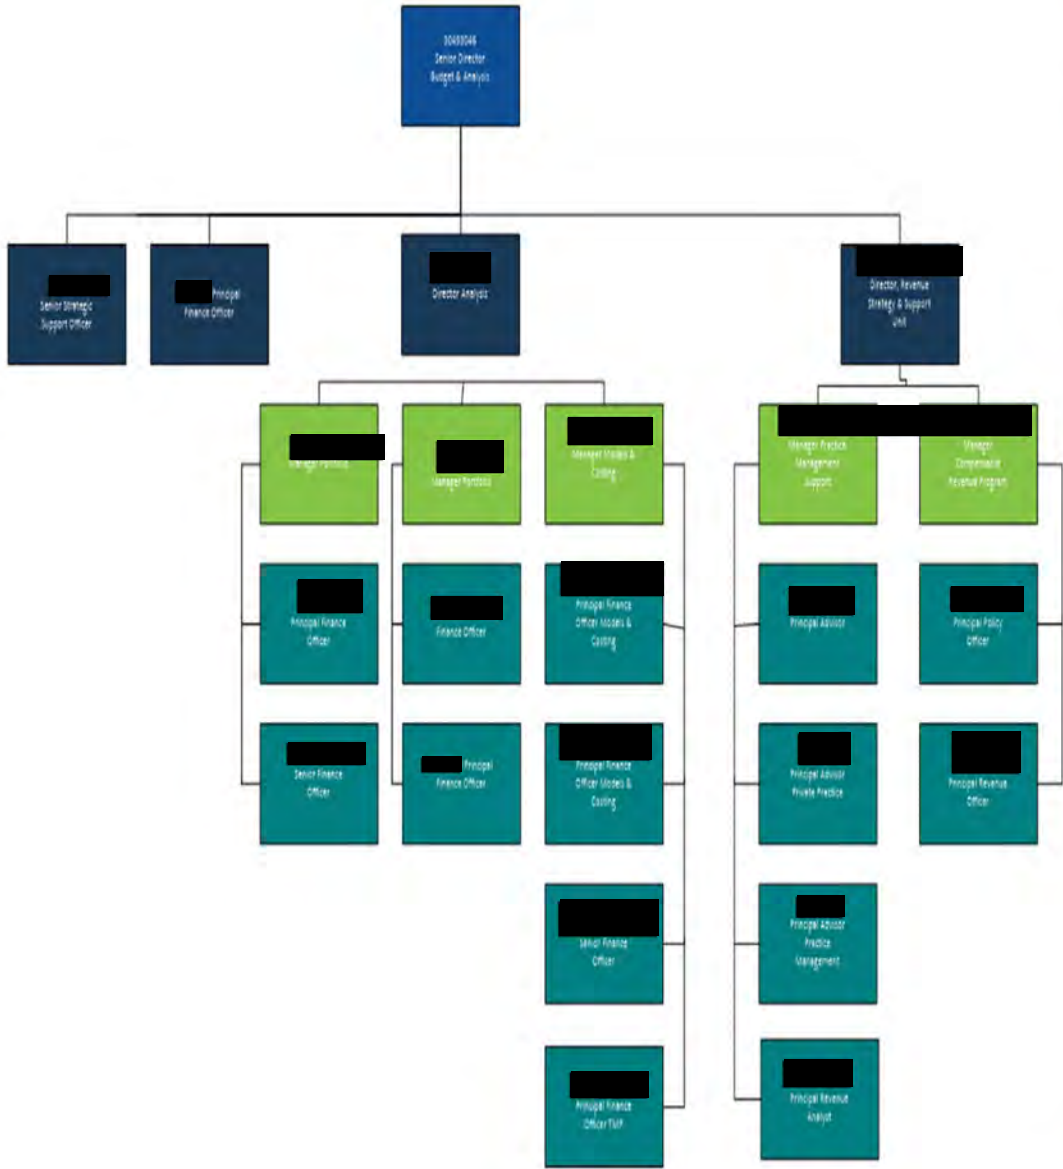 Senior Director
Budget & Analysis
Senior Strategic
Support Officer
Principal
Finance Officer
Director Analysis
Director, Revenue
Strategy & Support
Unit
Manager Portfolio
Manager Portfolio
Manager Models &
Costing
Manager Practice
Management
Support
Manager
Compensable
Revenue Program
Principal Finance
Officer
Finance Officer
Principal Finance
Officer Models &
Costing
Principal Advisor
Principal Policy
Officer
Senior Finance
Officer
Principal
Finance Officer
Principal Finance
Officer Models &
Costing
Principal Advisor
Private Practice
Principal Revenue
Officer
Senior Finance
Officer
Principal Advisor
Practice
Management
Principal Finance
Officer
Principal Revenue
Analyst